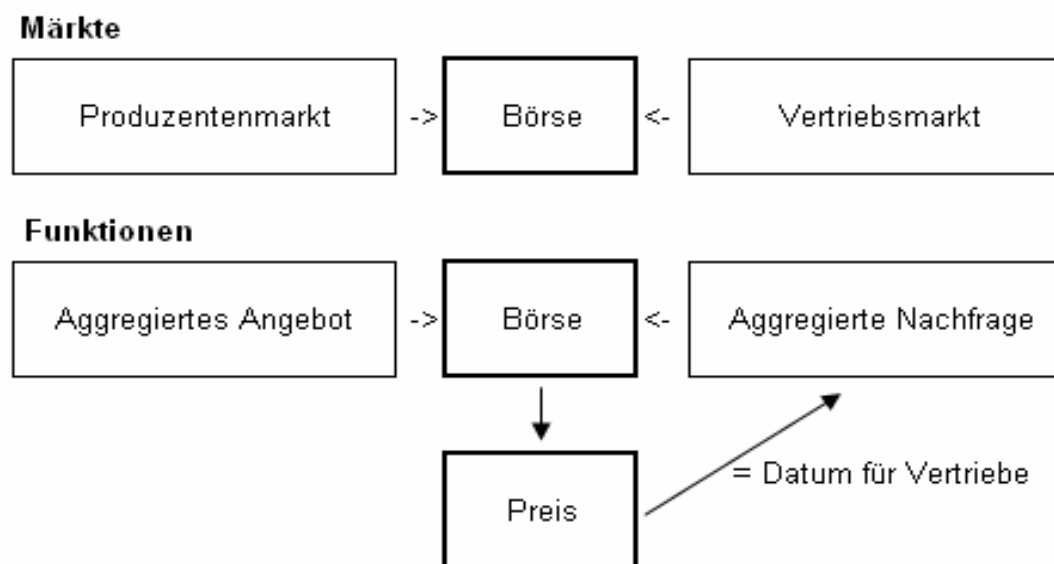 Märkte
Produzentenmarkt -> Börse <- Vertriebsmarkt
Funktionen
Aggregiertes Angebot -> Börse <- Aggregierte Nachfrage
= Datum für Vertriebe
Preis